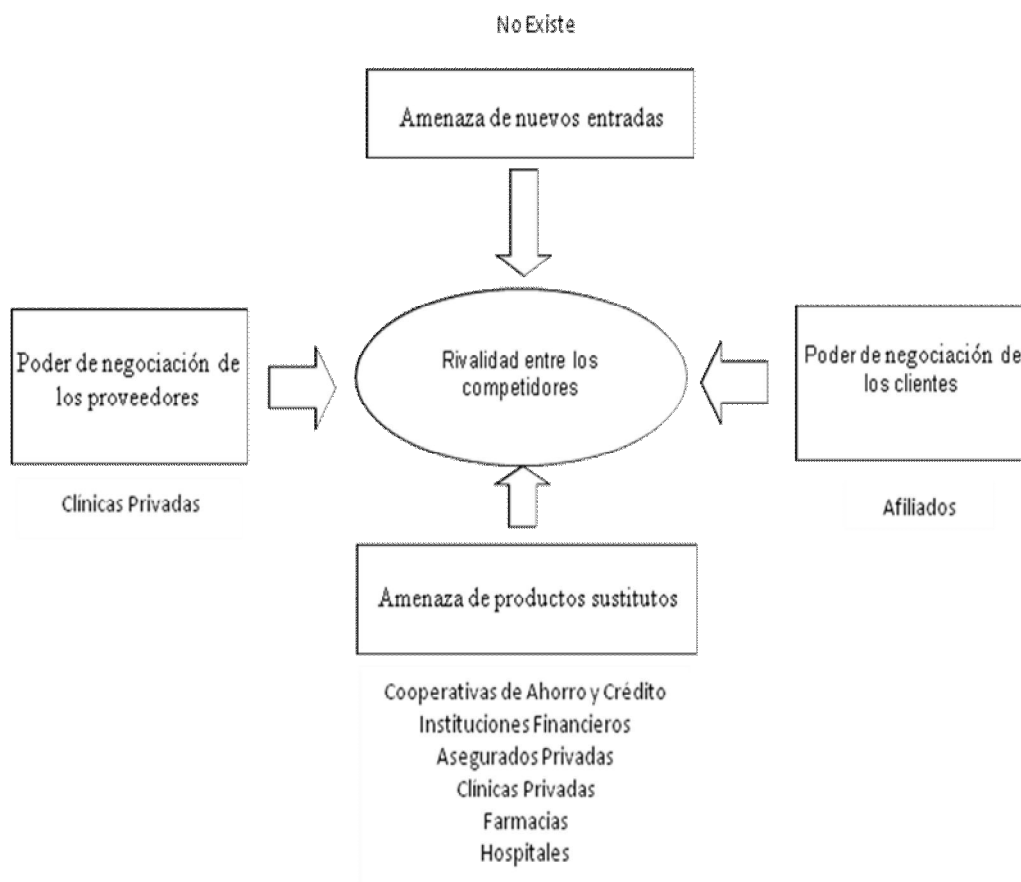 No Existe
Amenaza de nuevos entradas
Poder de negociación de
los proveedores
Clínicas Privadas
Rivalidad entre los
competidores
Poder de negociación de
los clientes
Afiliados
Amenaza de productos sustitutos
Cooperativas de Ahorro y Crédito
Instituciones Financieros
Asegurados Privadas
Clínicas Privadas
Farmacias
Hospitales